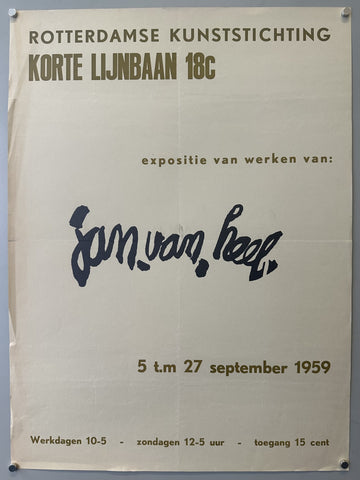 ROTTERDAMSE KUNSTSTICHTING
KORTE LIJNBAAN 18c
expositie van werken van:
jan. van. heel.
5 t.m 27 september 1959
Werkdagen 10-5 - zondagen 12-5 uur - toegang 15 cent